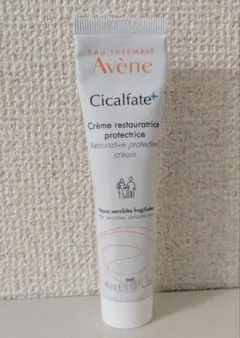 EAU THERMALE
Avène
Cicalfate+
Crème restauratrice
protectrice
Restorative protective
cream
Peaux sensibles fragilisées